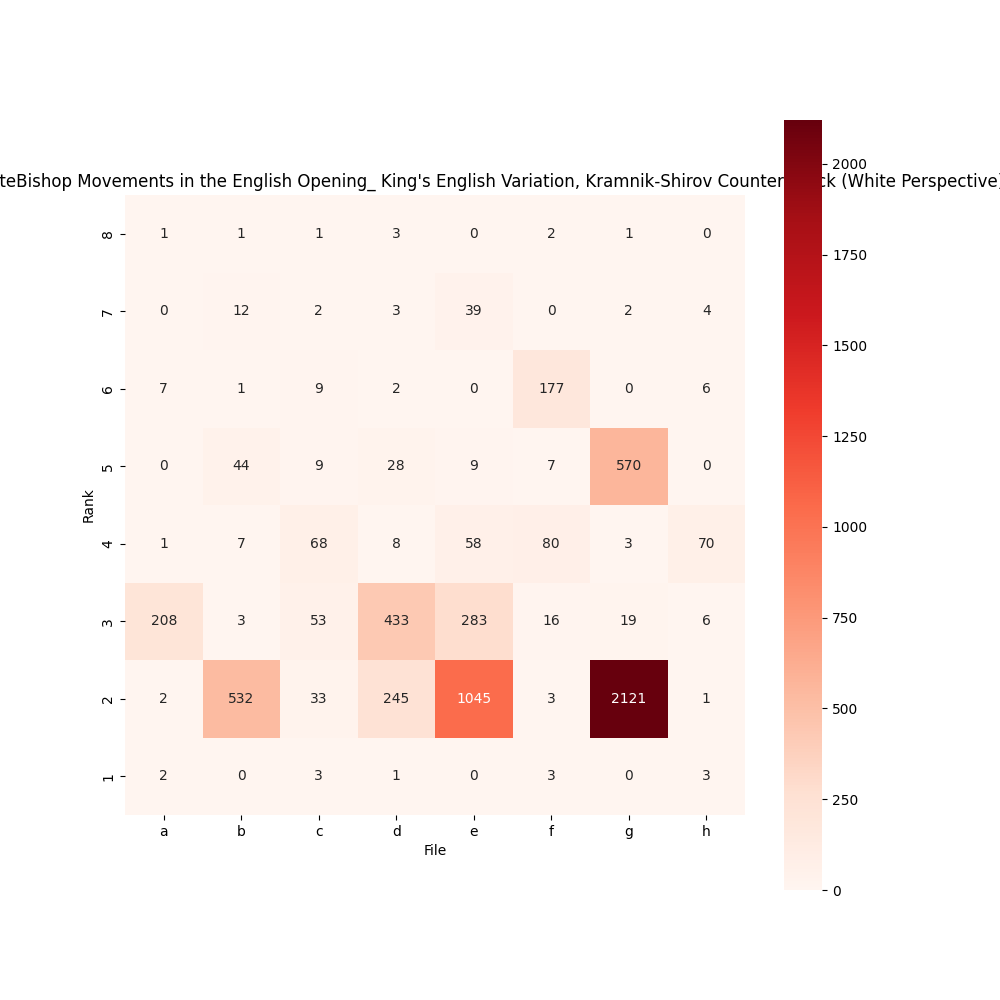 teBishop Movements in the English Opening_ King's English Variation, Kramnik-Shirov Counter ck (White Perspective)
2000
1750
1500
1250
1000
750
500
250
0
8 1 1 1 3 0 2 1 0
7 0 12 2 3 39 0 2 4
6 7 1 9 2 0 177 0 6
5 0 44 9 28 9 7 570 0
4 1 7 68 8 58 80 3 70
3 208 3 53 433 283 16 19 6
2 2 532 33 245 1045 3 2121 1
1 2 0 3 1 0 3 0 3
Rank
a b c d e f g h
File